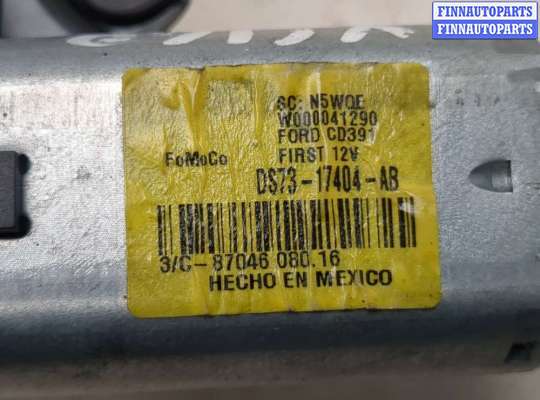 FINNAUTOPARTS
FINNAUTOPARTS
SC: N5WQE
W000041290
FORD CD391
FoMoCo
FIRST 12V
DS73-17404-AB
3/C-87046 080.16
HECHO EN MEXICO